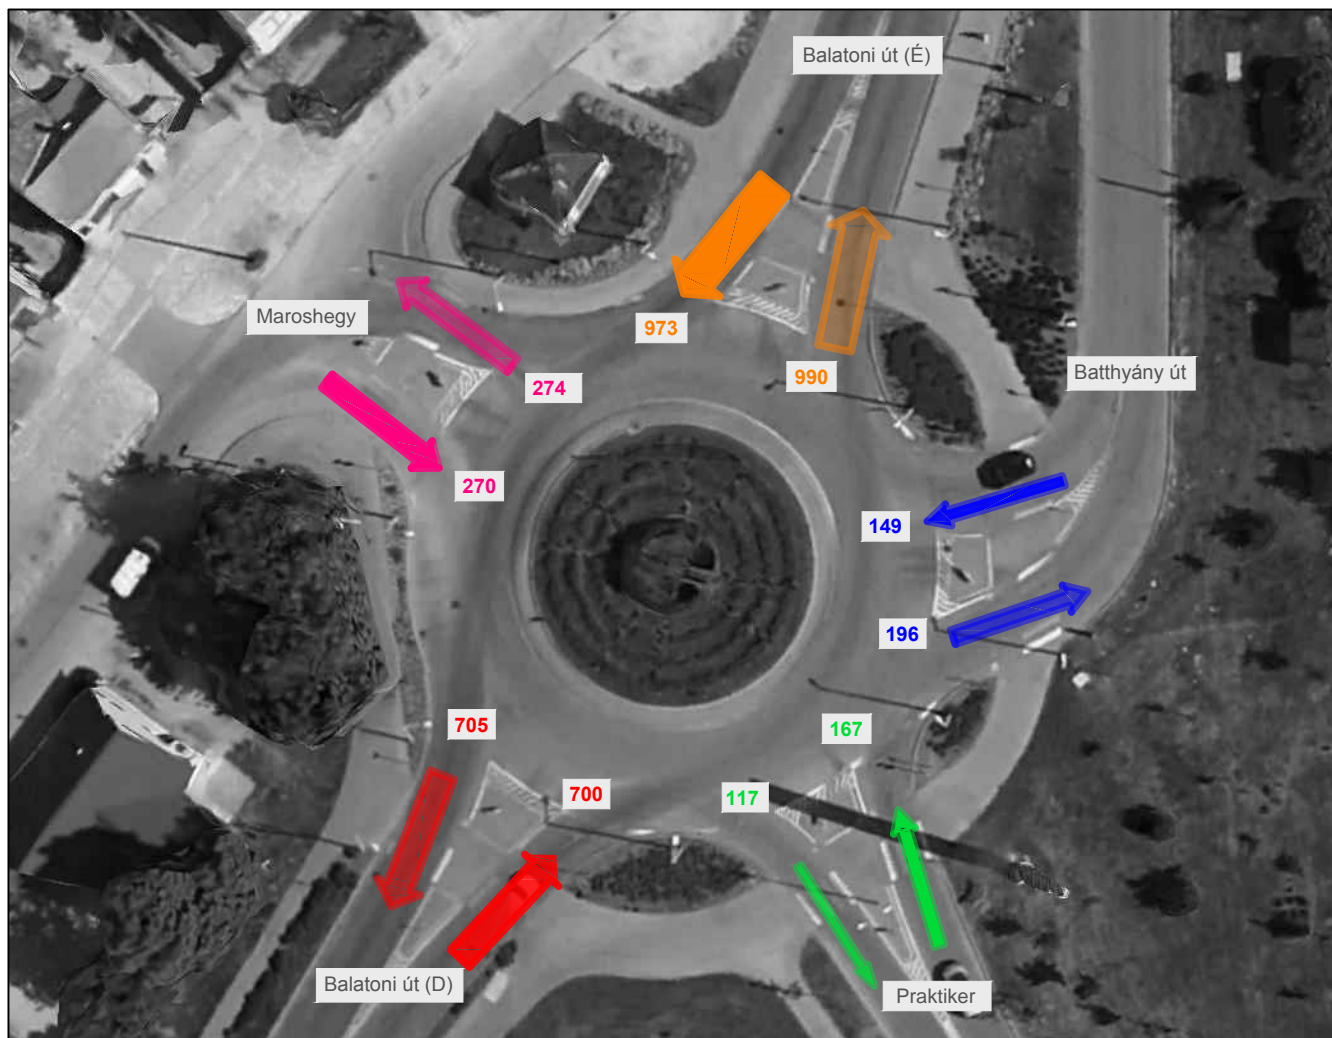 Balatoni út (É)
Maroshegy
973
274
990
Batthyány út
270
149
196
705
167
700
117
Balatoni út (D)
Praktiker